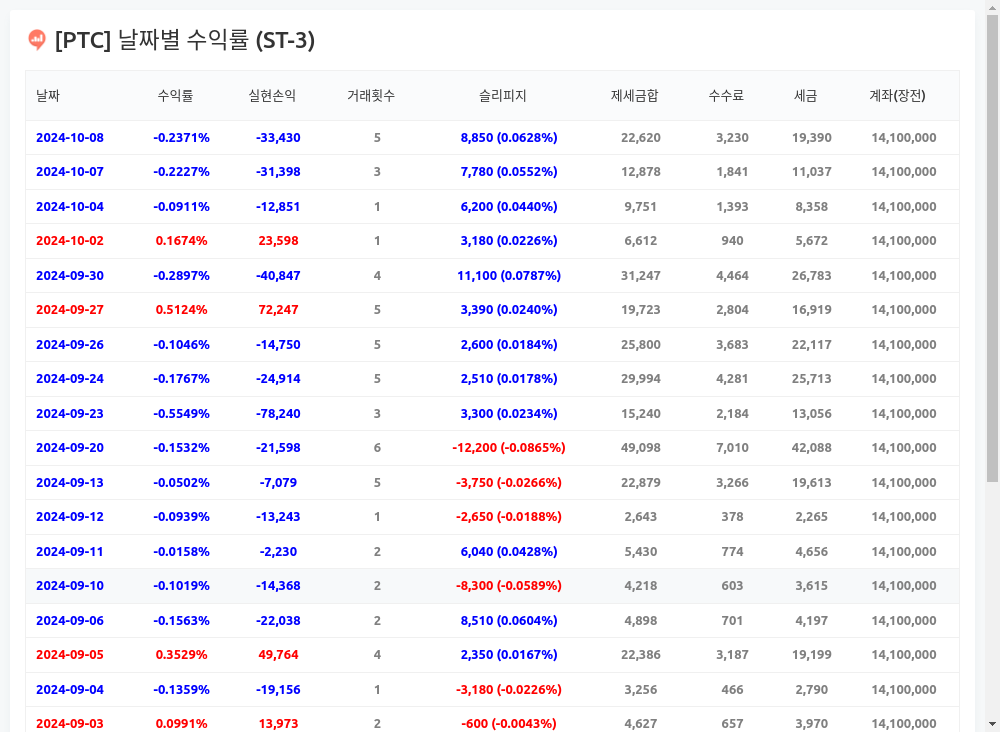 [PTC] 날짜별 수익률 (ST-3)
날짜 수익률 실현손익 거래횟수 슬리피지 제세금합 수수료 세금 계좌(장전)
2024-10-08 -0.2371% -33,430 5 8,850 (0.0628%) 22,620 3,230 19,390 14,100,000
2024-10-07 -0.2227% -31,398 3 7,780 (0.0552%) 12,878 1,841 11,037 14,100,000
2024-10-04 -0.0911% -12,851 1 6,200 (0.0440%) 9,751 1,393 8,358 14,100,000
2024-10-02 0.1674% 23,598 1 3,180 (0.0226%) 6,612 940 5,672 14,100,000
2024-09-30 -0.2897% -40,847 4 11,100 (0.0787%) 31,247 4,464 26,783 14,100,000
2024-09-27 0.5124% 72,247 5 3,390 (0.0240%) 19,723 2,804 16,919 14,100,000
2024-09-26 -0.1046% -14,750 5 2,600 (0.0184%) 25,800 3,683 22,117 14,100,000
2024-09-24 -0.1767% -24,914 5 2,510 (0.0178%) 29,994 4,281 25,713 14,100,000
2024-09-23 -0.5549% -78,240 3 3,300 (0.0234%) 15,240 2,184 13,056 14,100,000
2024-09-20 -0.1532% -21,598 6 -12,200 (-0.0865%) 49,098 7,010 42,088 14,100,000
2024-09-13 -0.0502% -7,079 5 -3,750 (-0.0266%) 22,879 3,266 19,613 14,100,000
2024-09-12 -0.0939% -13,243 1 -2,650 (-0.0188%) 2,643 378 2,265 14,100,000
2024-09-11 -0.0158% -2,230 2 6,040 (0.0428%) 5,430 774 4,656 14,100,000
2024-09-10 -0.1019% -14,368 2 -8,300 (-0.0589%) 4,218 603 3,615 14,100,000
2024-09-06 -0.1563% -22,038 2 8,510 (0.0604%) 4,898 701 4,197 14,100,000
2024-09-05 0.3529% 49,764 4 2,350 (0.0167%) 22,386 3,187 19,199 14,100,000
2024-09-04 -0.1359% -19,156 1 -3,180 (-0.0226%) 3,256 466 2,790 14,100,000
2024-09-03 0.0991% 13,973 2 -600 (-0.0043%) 4,627 657 3,970 14,100,000